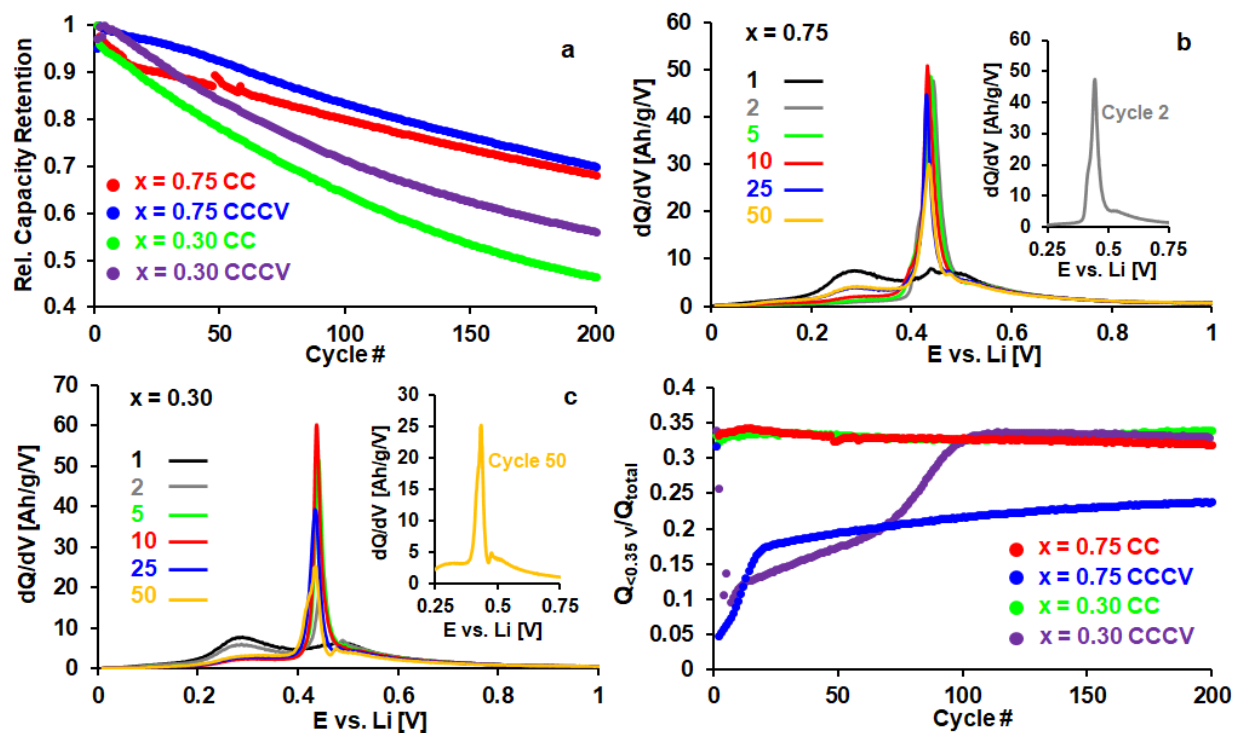 a
Rel. Capacity Retention
1
0.9
0.8
0.7
0.6
0.5
0.4
x = 0.75 CC
x = 0.75 CCCV
x = 0.30 CC
x = 0.30 CCCV
0 50 100 150 200
Cycle #
b
x = 0.75
dQ/dV [Ah/g/V]
60
50
40
30
20
10
0
1
2
5
10
25
50
0 0.2 0.4 0.6 0.8 1
E vs. Li [V]
dQ/dV [Ah/g/V]
60
50
40
30
20
10
0
Cycle 2
0.25 0.5 0.75
E vs. Li [V]
c
x = 0.30
dQ/dV [Ah/g/V]
70
60
50
40
30
20
10
0
1
2
5
10
25
50
0 0.2 0.4 0.6 0.8 1
E vs. Li [V]
dQ/dV [Ah/g/V]
30
25
20
15
10
5
0
Cycle 50
0.25 0.5 0.75
E vs. Li [V]
Q<0.35 V/Qtotal
0.4
0.35
0.3
0.25
0.2
0.15
0.1
0.05
0
x = 0.75 CC
x = 0.75 CCCV
x = 0.30 CC
x = 0.30 CCCV
0 50 100 150 200
Cycle #